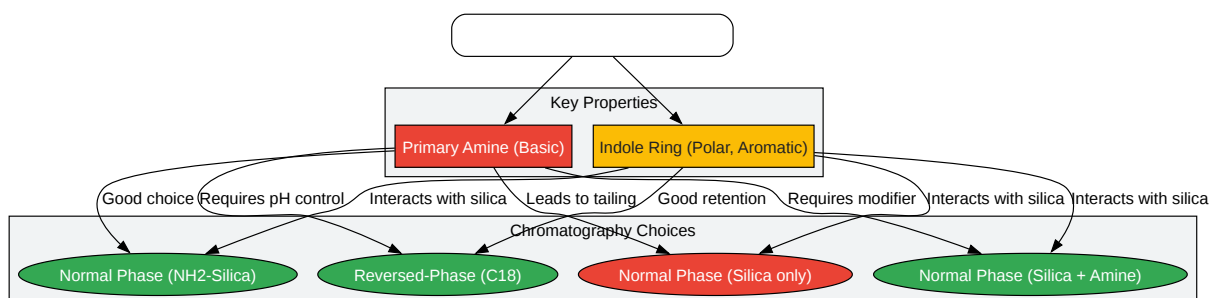 Key Properties
Primary Amine (Basic)
Indole Ring (Polar, Aromatic)
Good choice
Requires pH control
Interacts with silica
Leads to tailing
Good retention
Requires modifier
Interacts with silica
Interacts with silica
Chromatography Choices
Normal Phase (NH2-Silica)
Reversed-Phase (C18)
Normal Phase (Silica only)
Normal Phase (Silica + Amine)